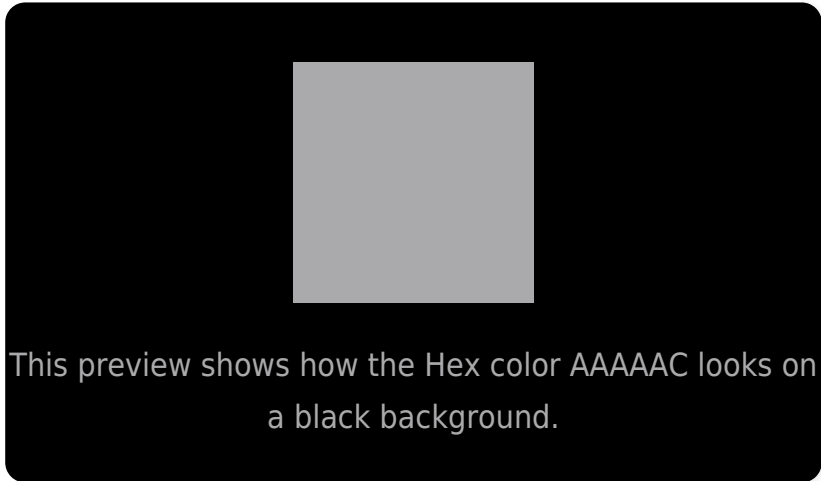 This preview shows how the Hex color AAAAAC looks on
a black background.